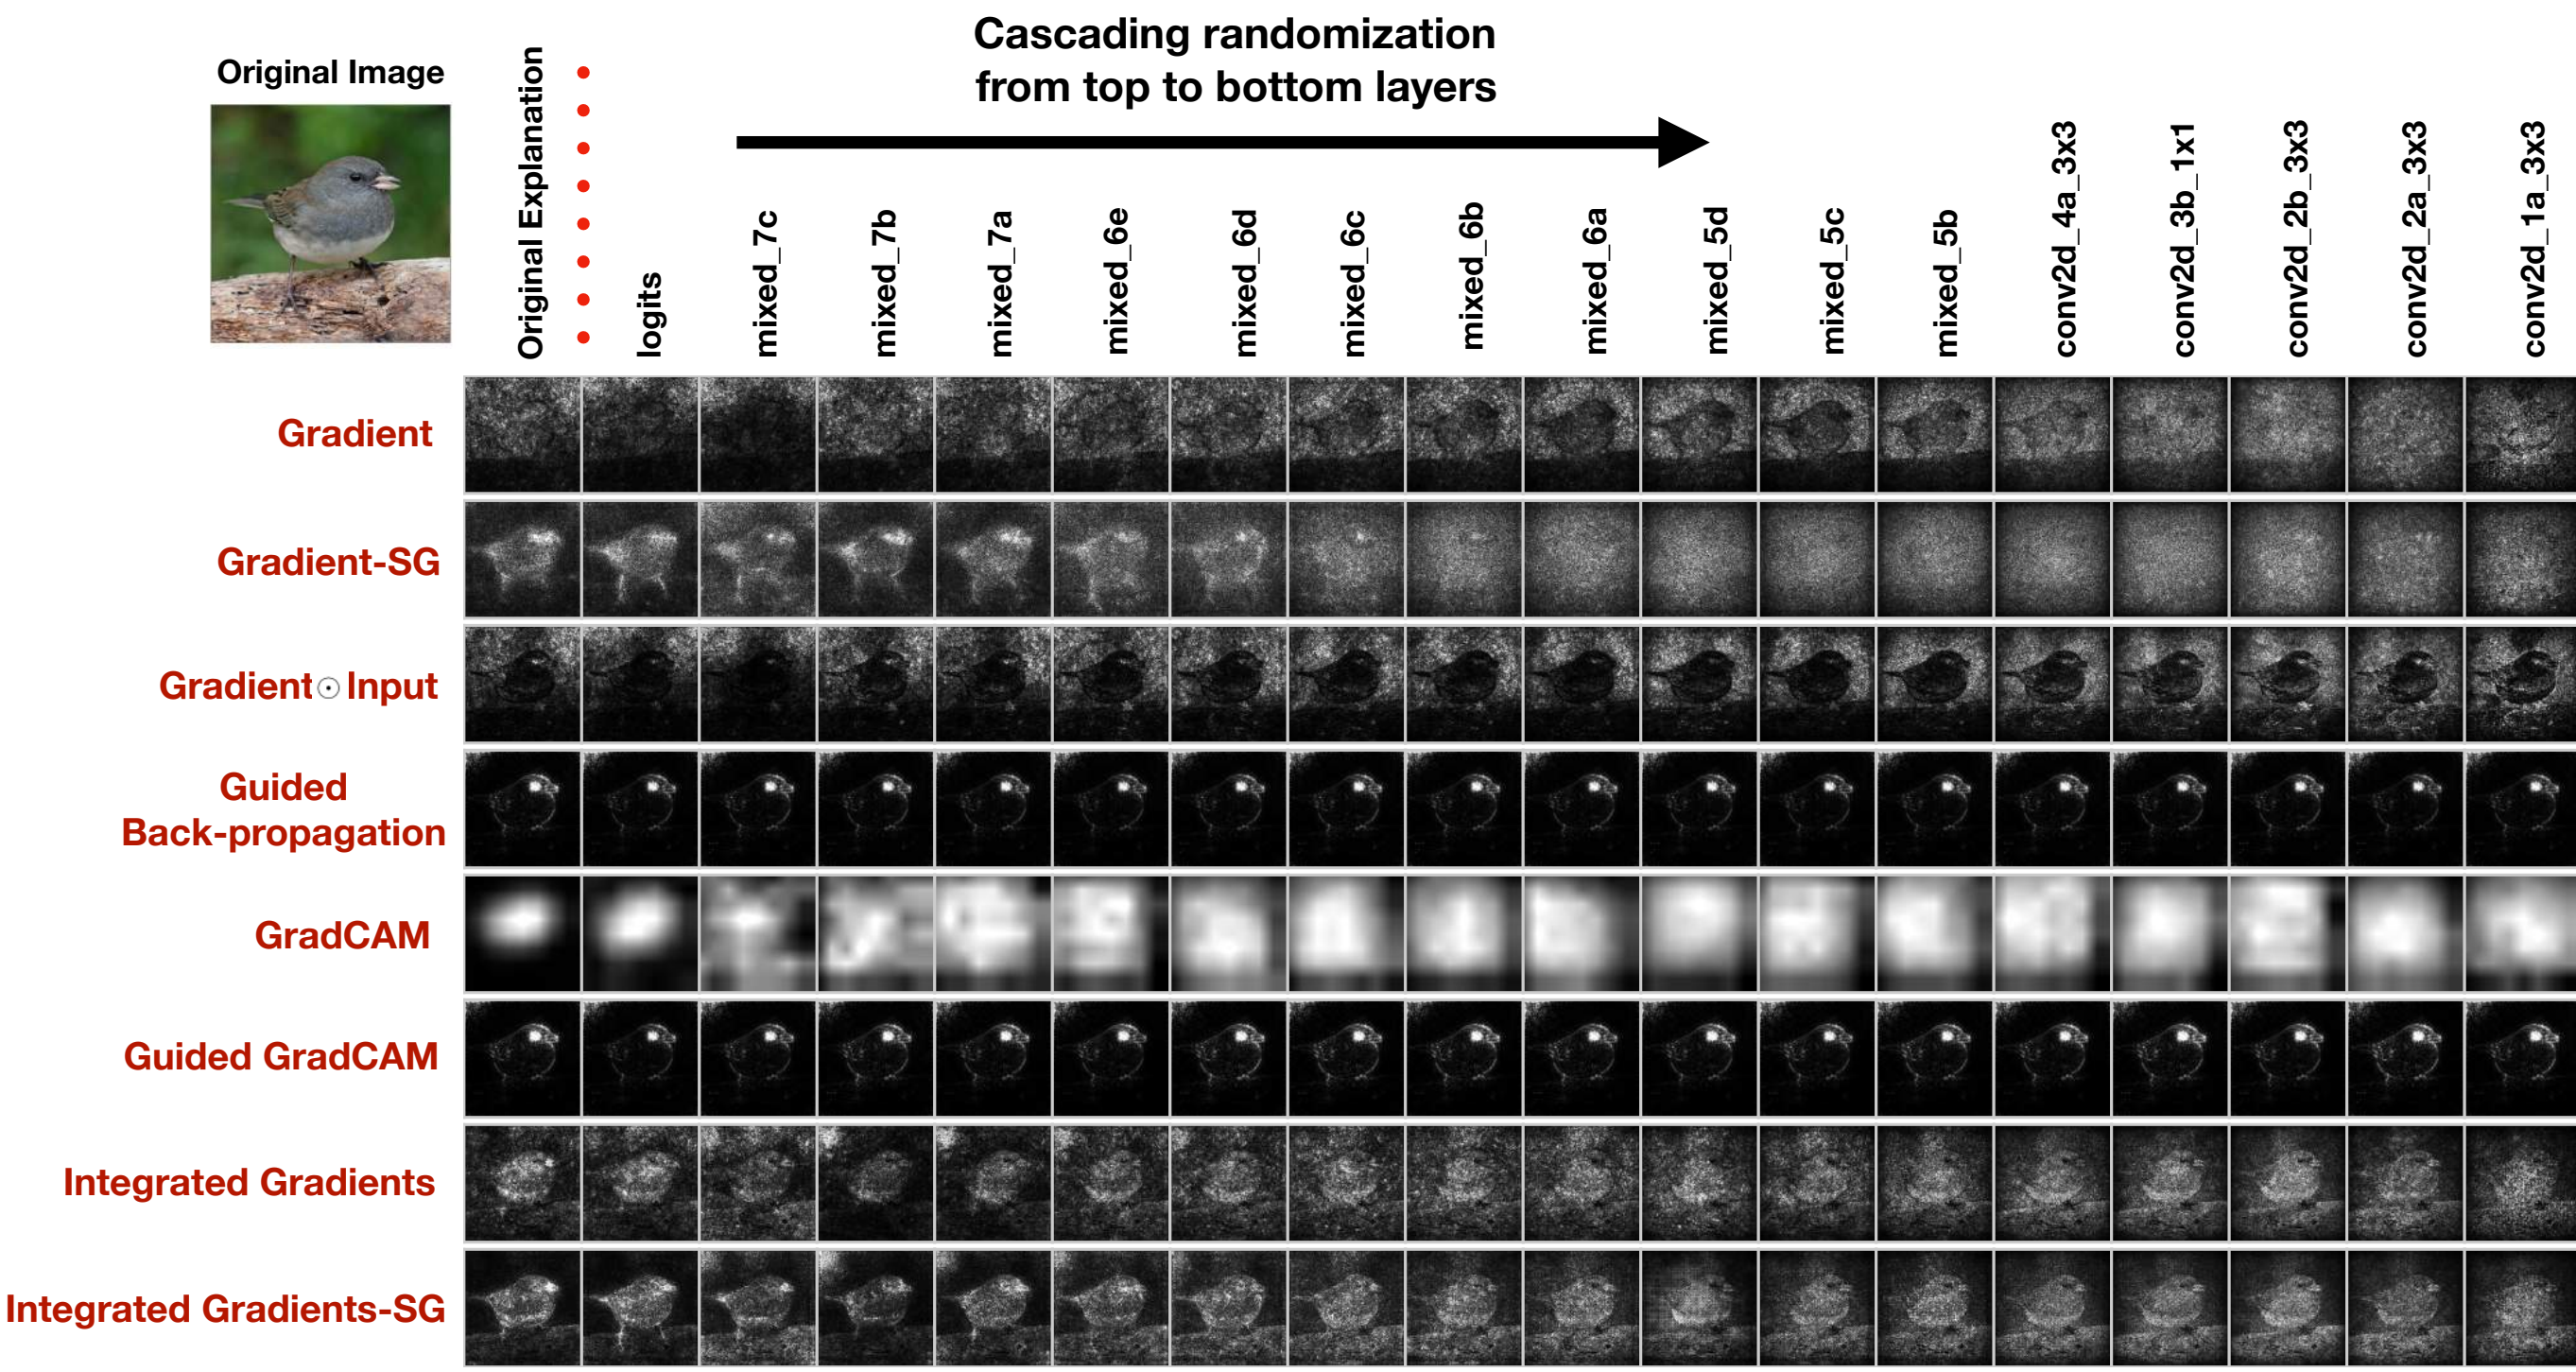 Cascading randomization
from top to bottom layers
Original Image
Original Explanation
logits
mixed_7c
mixed_7b
mixed_7a
mixed_6e
mixed_6d
mixed_6c
mixed_6b
mixed_6a
mixed_5d
mixed_5c
mixed_5b
conv2d_4a_3x3
conv2d_3b_1x1
conv2d_2b_3x3
conv2d_2a_3x3
conv2d_1a_3x3
Gradient
Gradient-SG
Gradient⊙Input
Guided
Back-propagation
GradCAM
Guided GradCAM
Integrated Gradients
Integrated Gradients-SG